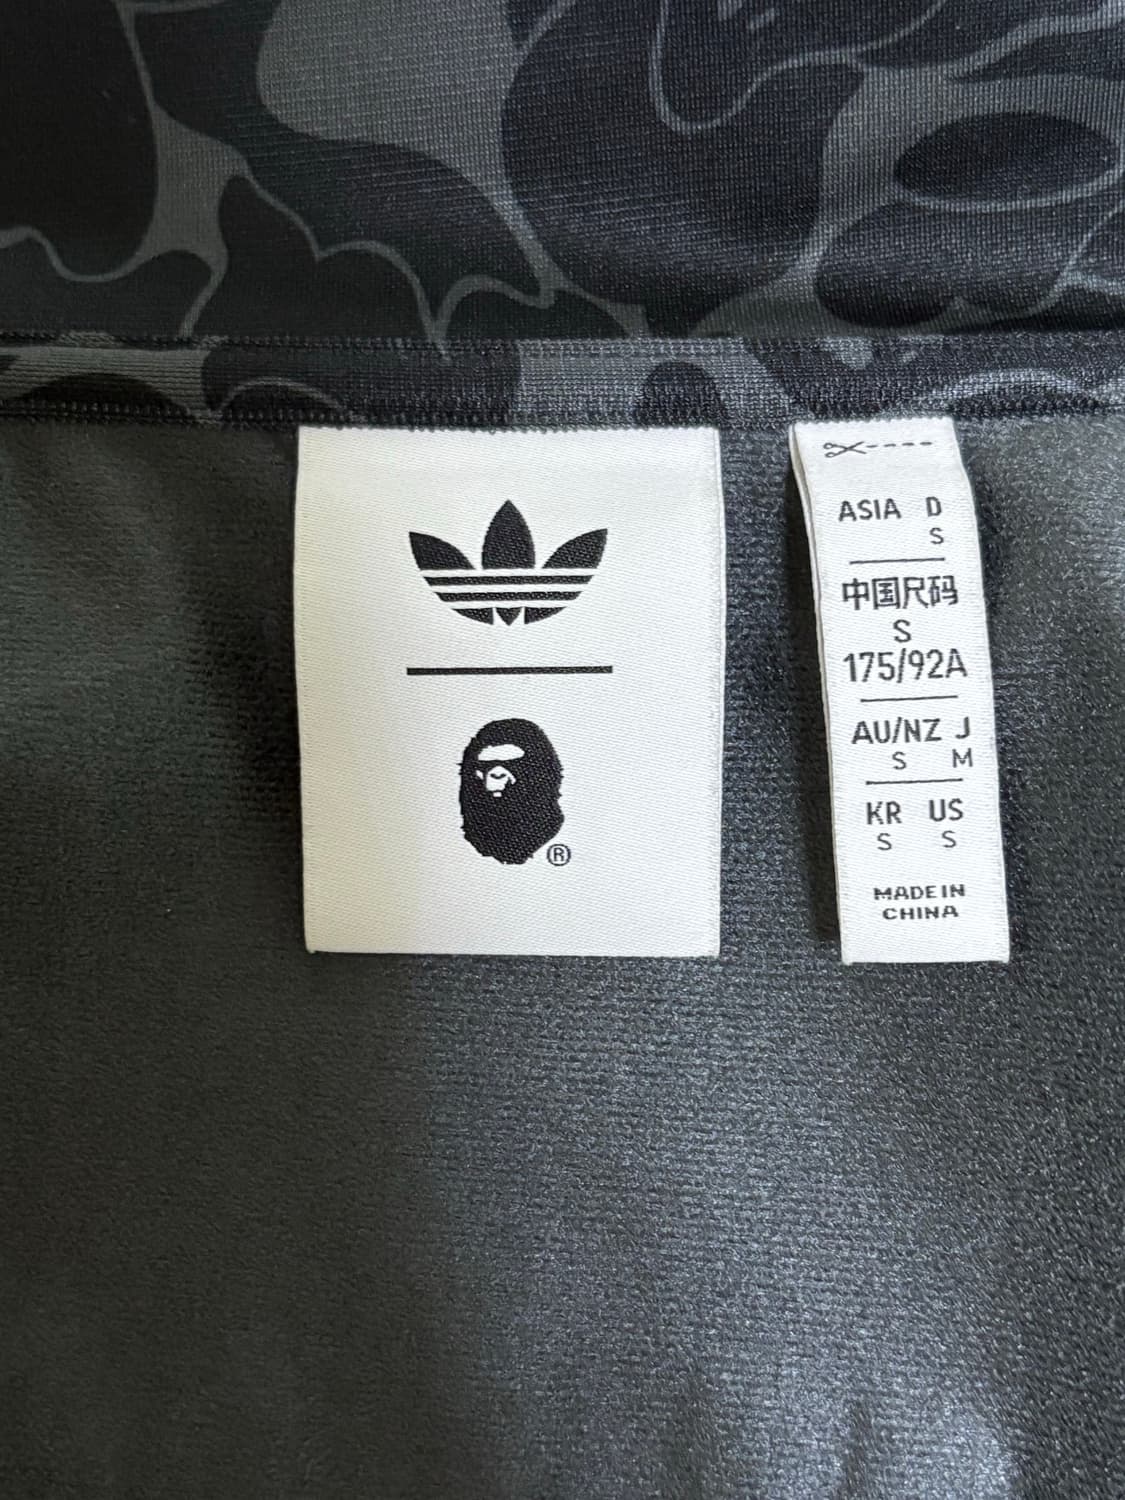 ®
ASIA D
S
中国尺码
S
175/92A
AU/NZ J
S M
KR US
S S
MADE IN
CHINA